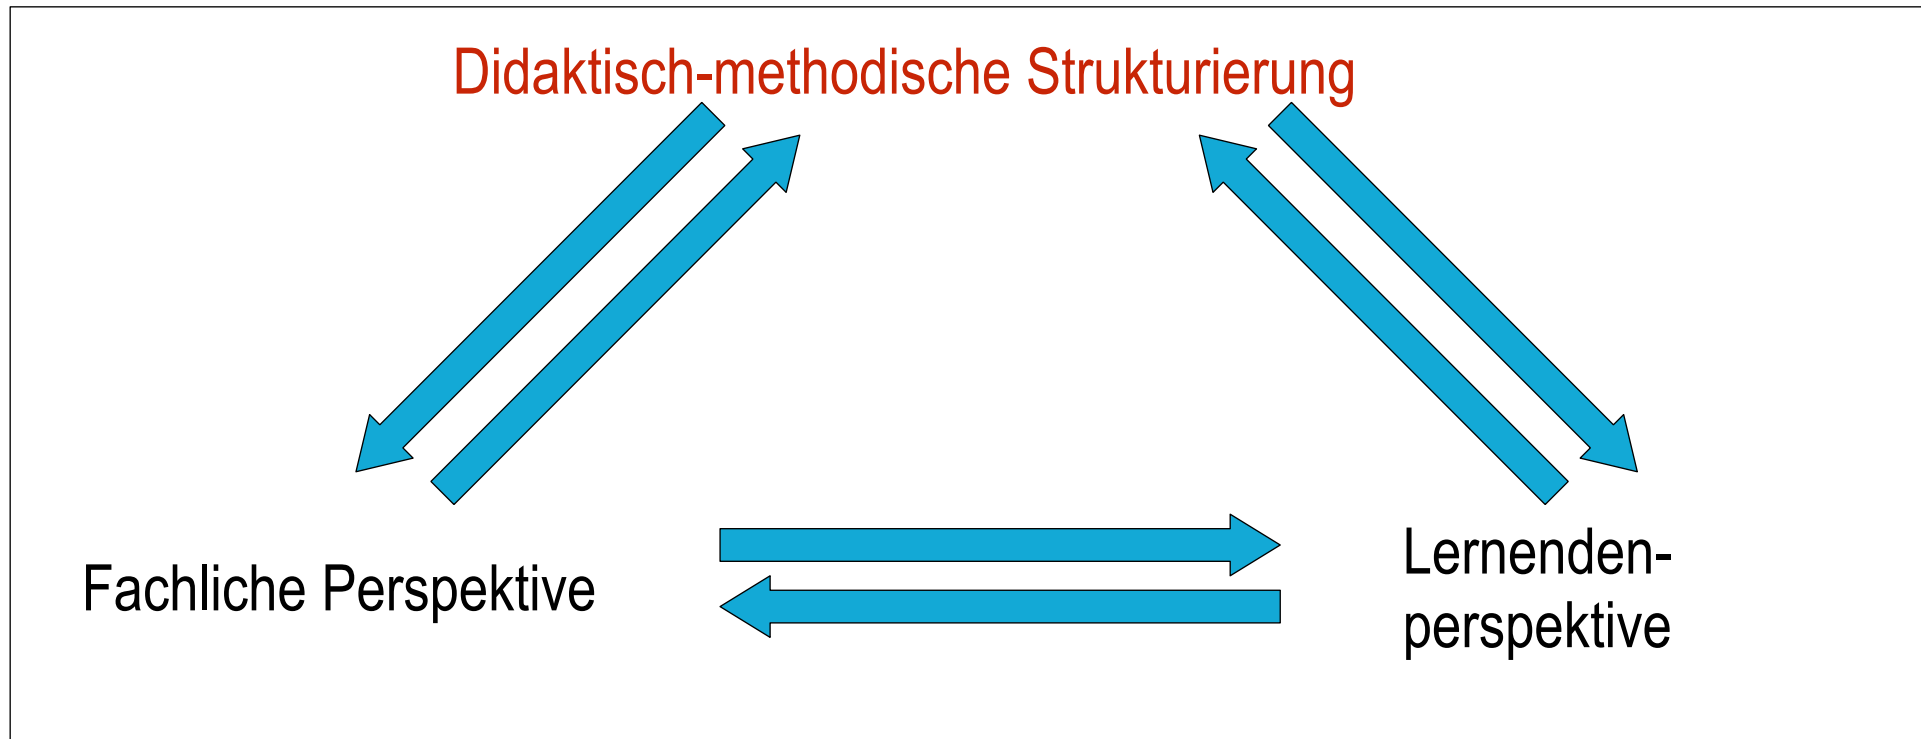 Didaktisch-methodische Strukturierung
Fachliche Perspektive
Lernenden-
perspektive